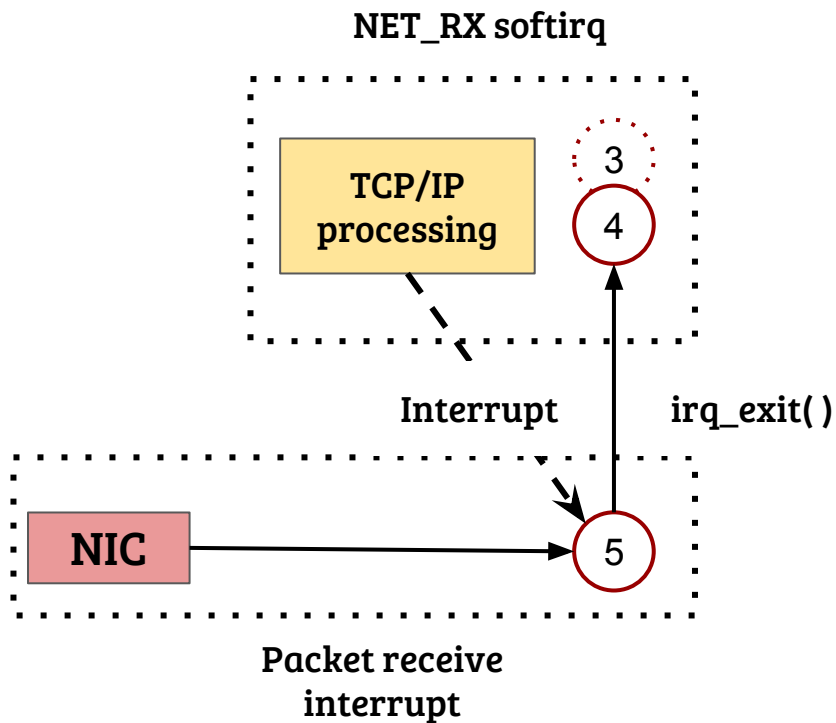 NET_RX softirq
TCP/IP
processing
3
4
Interrupt
irq_exit( )
NIC
5
Packet receive
interrupt